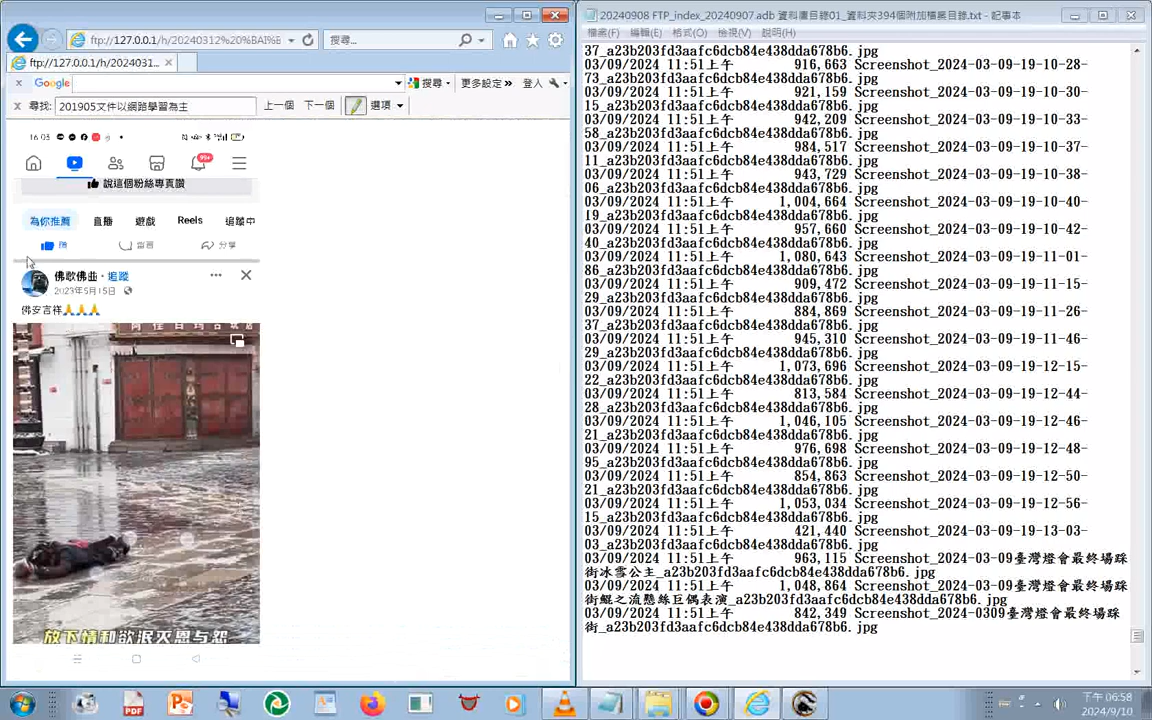 ftp://127.0.0.1/h/20240312%20%BAI%B
搜尋...
ftp://127.0.0.1/h/2024031...
x Google
搜尋
更多設定 »
登入
x 尋找: 201905文件以網路學習為主
上一個 下一個
選項
16:03
99+
說這個粉絲專頁讚
為你推薦 直播 遊戲 Reels 追蹤中
讚 留言 分享
佛歌佛曲 · 追蹤
2023年5月15日
佛安吉祥🙏🙏🙏
放下情和欲泯灭恩与怨
20240908 FTP_index_20240907.adb 資料庫目錄01_資料夾394個附加檔案目錄.txt - 記事本
檔案(F) 編輯(E) 格式(O) 檢視(V) 說明(H)
37_a23b203fd3aafc6dcb84e438dda678b6.jpg
03/09/2024 11:51上午 916,663 Screenshot_2024-03-09-19-10-28-
73_a23b203fd3aafc6dcb84e438dda678b6.jpg
03/09/2024 11:51上午 921,159 Screenshot_2024-03-09-19-10-30-
15_a23b203fd3aafc6dcb84e438dda678b6.jpg
03/09/2024 11:51上午 942,209 Screenshot_2024-03-09-19-10-33-
58_a23b203fd3aafc6dcb84e438dda678b6.jpg
03/09/2024 11:51上午 984,517 Screenshot_2024-03-09-19-10-37-
11_a23b203fd3aafc6dcb84e438dda678b6.jpg
03/09/2024 11:51上午 943,729 Screenshot_2024-03-09-19-10-38-
06_a23b203fd3aafc6dcb84e438dda678b6.jpg
03/09/2024 11:51上午 1,004,664 Screenshot_2024-03-09-19-10-40-
19_a23b203fd3aafc6dcb84e438dda678b6.jpg
03/09/2024 11:51上午 957,660 Screenshot_2024-03-09-19-10-42-
40_a23b203fd3aafc6dcb84e438dda678b6.jpg
03/09/2024 11:51上午 1,080,643 Screenshot_2024-03-09-19-11-01-
86_a23b203fd3aafc6dcb84e438dda678b6.jpg
03/09/2024 11:51上午 909,472 Screenshot_2024-03-09-19-11-15-
29_a23b203fd3aafc6dcb84e438dda678b6.jpg
03/09/2024 11:51上午 884,869 Screenshot_2024-03-09-19-11-26-
37_a23b203fd3aafc6dcb84e438dda678b6.jpg
03/09/2024 11:51上午 945,310 Screenshot_2024-03-09-19-11-46-
29_a23b203fd3aafc6dcb84e438dda678b6.jpg
03/09/2024 11:51上午 1,073,696 Screenshot_2024-03-09-19-12-15-
22_a23b203fd3aafc6dcb84e438dda678b6.jpg
03/09/2024 11:51上午 813,584 Screenshot_2024-03-09-19-12-44-
28_a23b203fd3aafc6dcb84e438dda678b6.jpg
03/09/2024 11:51上午 1,046,105 Screenshot_2024-03-09-19-12-46-
21_a23b203fd3aafc6dcb84e438dda678b6.jpg
03/09/2024 11:51上午 976,698 Screenshot_2024-03-09-19-12-48-
95_a23b203fd3aafc6dcb84e438dda678b6.jpg
03/09/2024 11:51上午 854,863 Screenshot_2024-03-09-19-12-50-
21_a23b203fd3aafc6dcb84e438dda678b6.jpg
03/09/2024 11:51上午 1,053,034 Screenshot_2024-03-09-19-12-56-
15_a23b203fd3aafc6dcb84e438dda678b6.jpg
03/09/2024 11:51上午 421,440 Screenshot_2024-03-09-19-13-03-
03_a23b203fd3aafc6dcb84e438dda678b6.jpg
03/09/2024 11:51上午 963,115 Screenshot_2024-03-09臺灣燈會最終場踩
街冰雪公主_a23b203fd3aafc6dcb84e438dda678b6.jpg
03/09/2024 11:51上午 1,048,864 Screenshot_2024-03-09臺灣燈會最終場踩
街鯤之流懸絲巨偶表演_a23b203fd3aafc6dcb84e438dda678b6.jpg
03/09/2024 11:51上午 842,349 Screenshot_2024-0309臺灣燈會最終場踩
街_a23b203fd3aafc6dcb84e438dda678b6.jpg
PDF
下午 06:58
2024/9/10